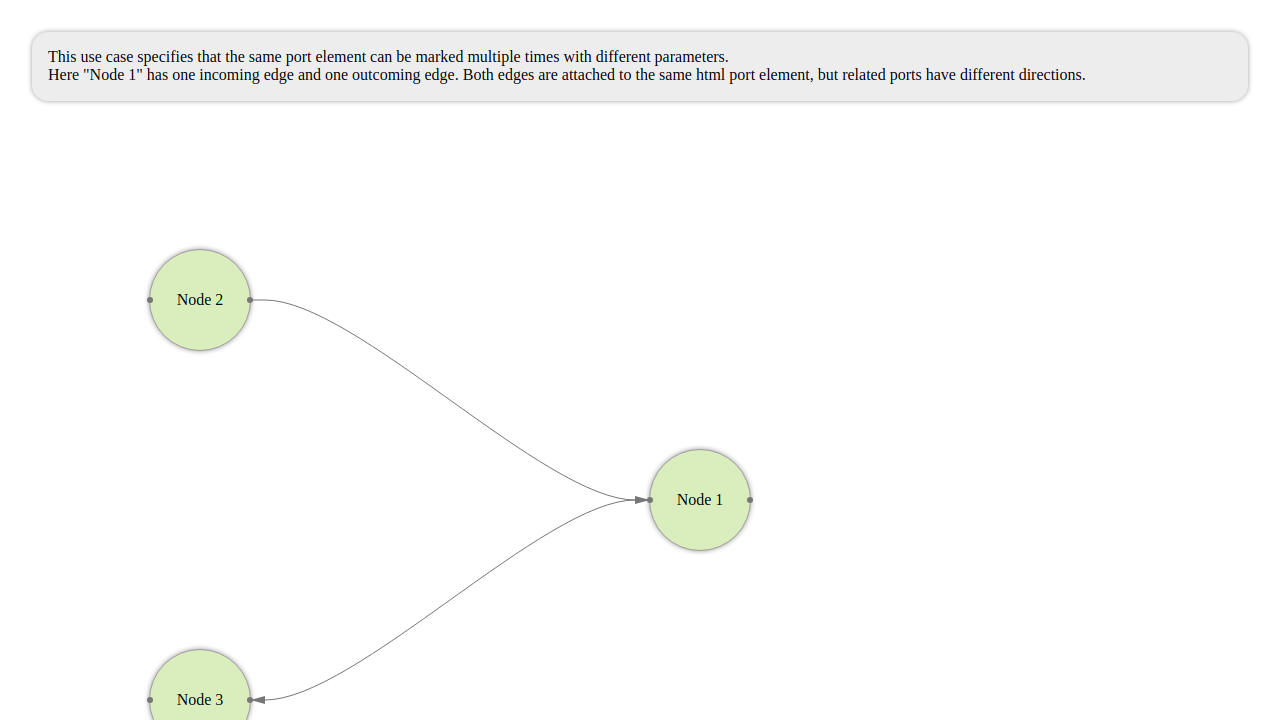 This use case specifies that the same port element can be marked multiple times with different parameters.
Here "Node 1" has one incoming edge and one outcoming edge. Both edges are attached to the same html port element, but related ports have different directions.
Node 2
Node 1
Node 3